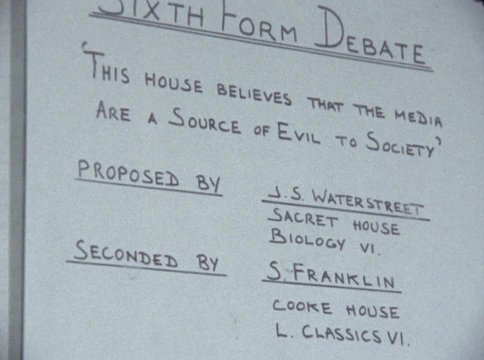 SIXTH FORM DEBATE
'THIS HOUSE BELIEVES THAT THE MEDIA
ARE A SOURCE OF EVIL TO SOCIETY'
PROPOSED BY
J.S. WATERSTREET
SACRET HOUSE
BIOLOGY VI.
SECONDED BY
S. FRANKLIN
COOKE HOUSE
L. CLASSICS VI.